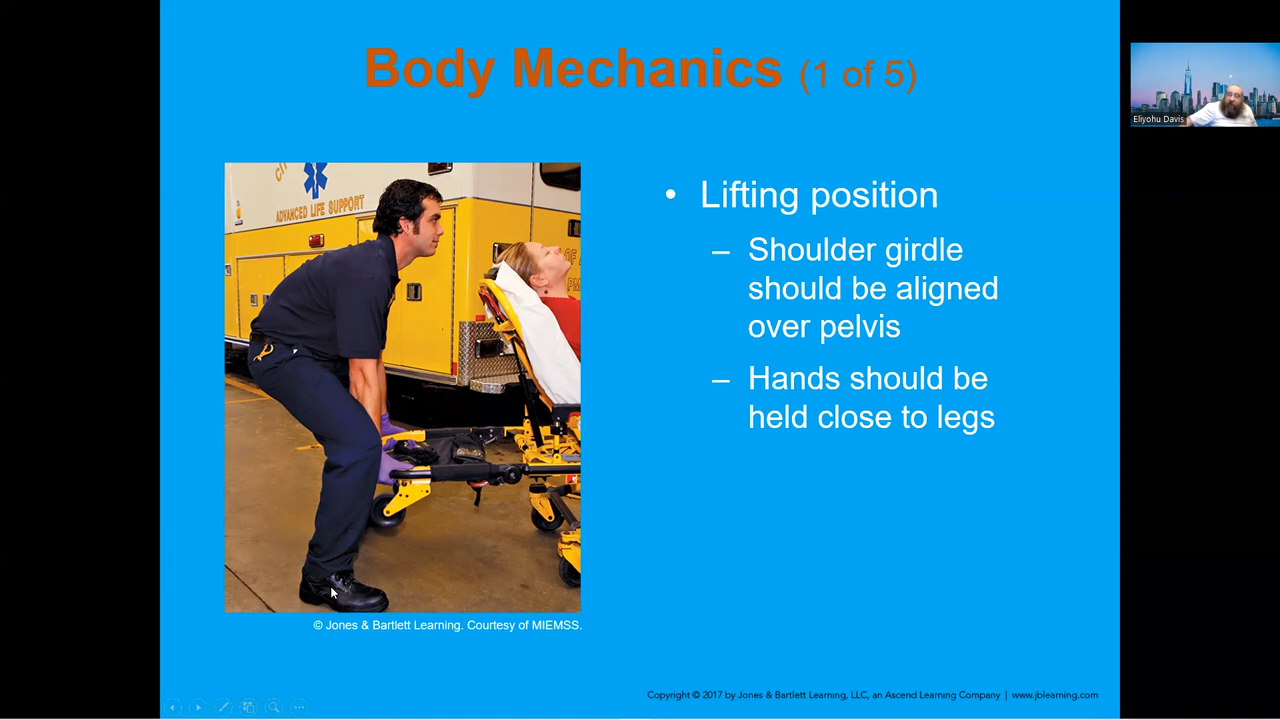 Body Mechanics (1 of 5)
Eliyohu Davis
ADVANCED LIFE SUPPORT
• Lifting position
– Shoulder girdle
should be aligned
over pelvis
– Hands should be
held close to legs
© Jones & Bartlett Learning. Courtesy of MIEMSS.
Copyright © 2017 by Jones & Bartlett Learning, LLC, an Ascend Learning Company | www.jblearning.com